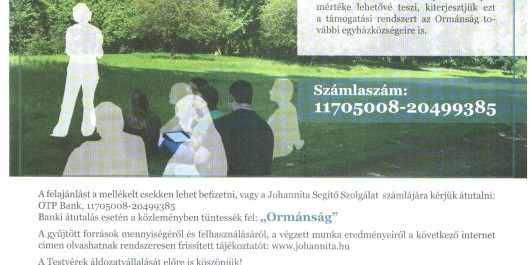 mértéke lehetővé teszi, kiterjesztjük ezt
a támogatási rendszert az Ormánság to-
vábbi egyházközségeire is.
Számlaszám:
11705008-20499385
A felajánlást a mellékelt csekken lehet befizetni, vagy a Johannita Segítő Szolgálat számlájára kérjük átutalni:
OTP Bank, 11705008-20499385
Banki átutalás esetén a közleményben tüntessék fel: „Ormánság”
A gyűjtött források mennyiségéről és felhasználásáról, a végzett munka eredményeiről a következő internet
címen olvashatnak rendszeresen frissített tájékoztatót: www.johannita.hu
A Testvérek áldozatvállalását előre is köszönjük!